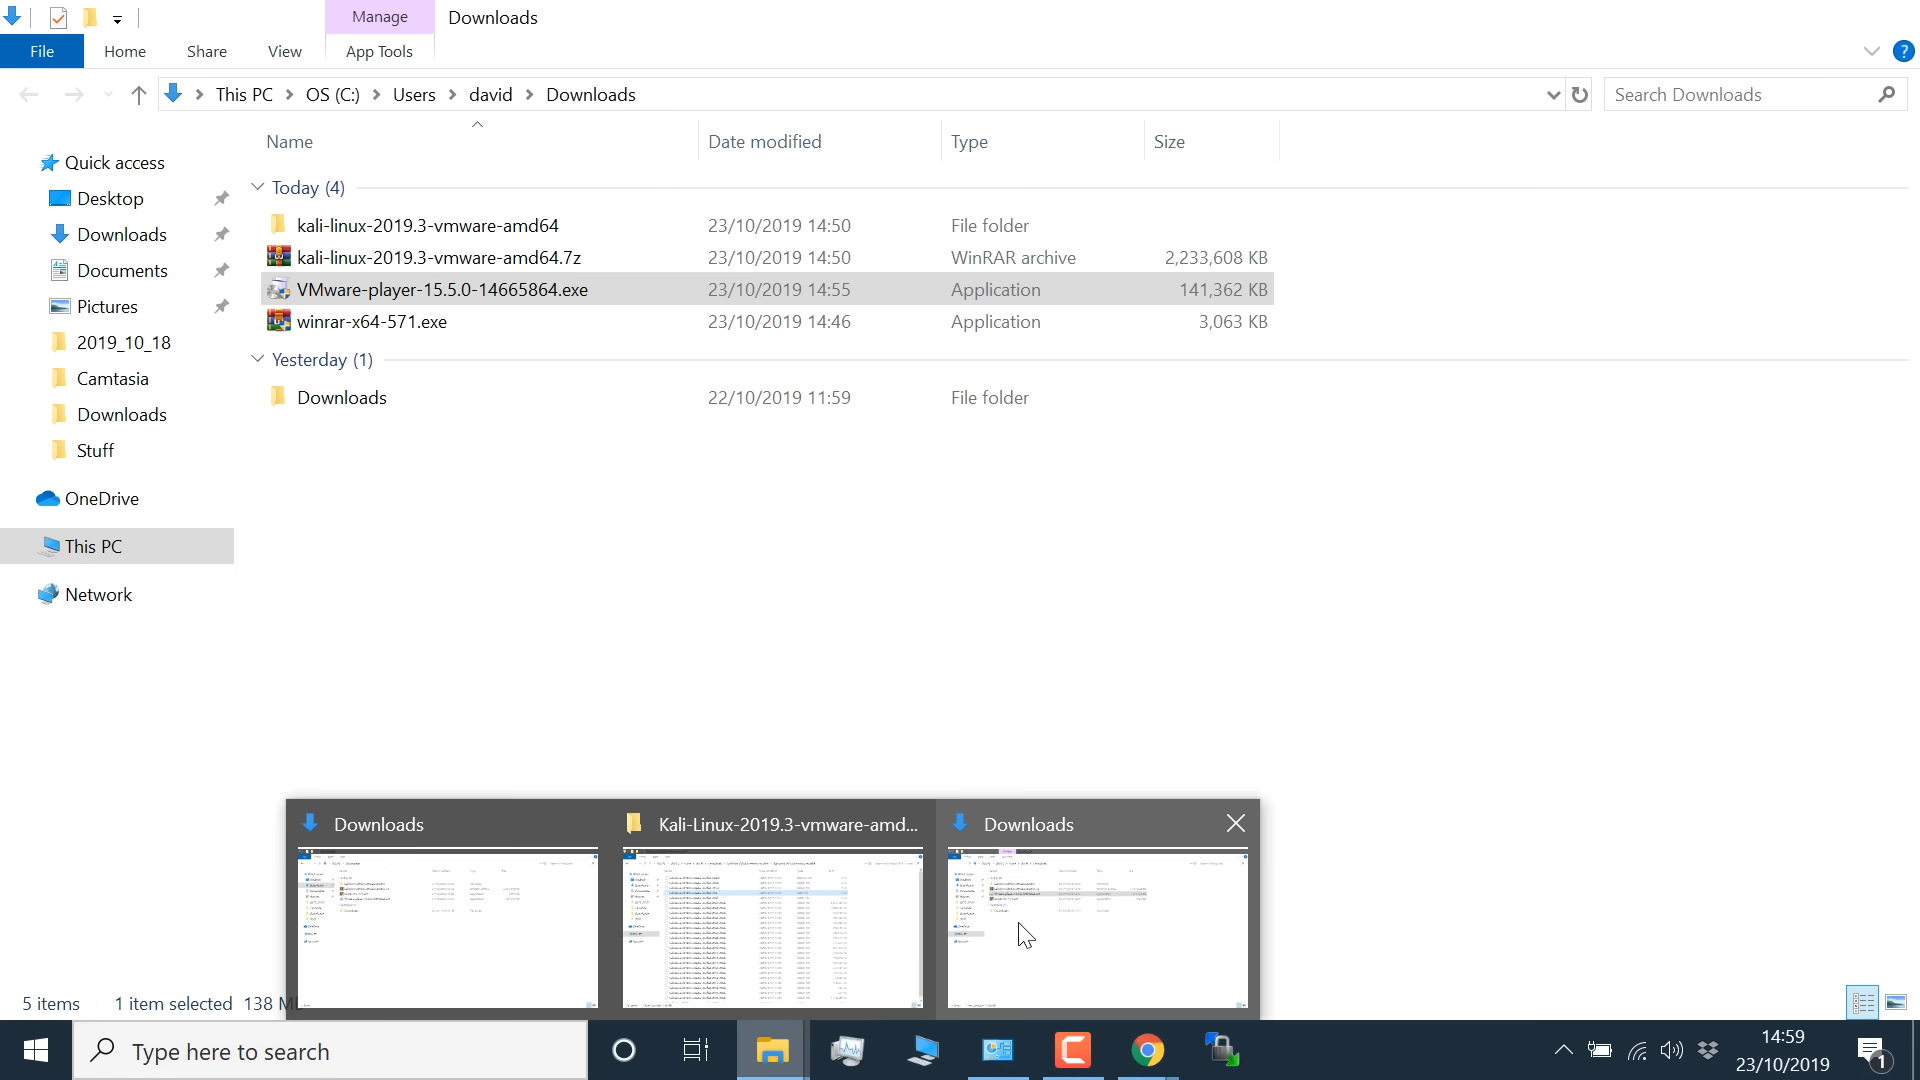 Manage
Downloads
File
Home
Share
View
App Tools
?
This PC
OS (C:)
Users
david
Downloads
Search Downloads
Name
Date modified
Type
Size
Quick access
Desktop
Downloads
Documents
Pictures
2019_10_18
Camtasia
Downloads
Stuff
OneDrive
This PC
Network
Today (4)
kali-linux-2019.3-vmware-amd64 23/10/2019 14:50 File folder
kali-linux-2019.3-vmware-amd64.7z 23/10/2019 14:50 WinRAR archive 2,233,608 KB
VMware-player-15.5.0-14665864.exe 23/10/2019 14:55 Application 141,362 KB
winrar-x64-571.exe 23/10/2019 14:46 Application 3,063 KB
Yesterday (1)
Downloads 22/10/2019 11:59 File folder
Downloads
Kali-Linux-2019.3-vmware-amd...
Downloads
5 items
1 item selected 138
Type here to search
14:59
23/10/2019
1